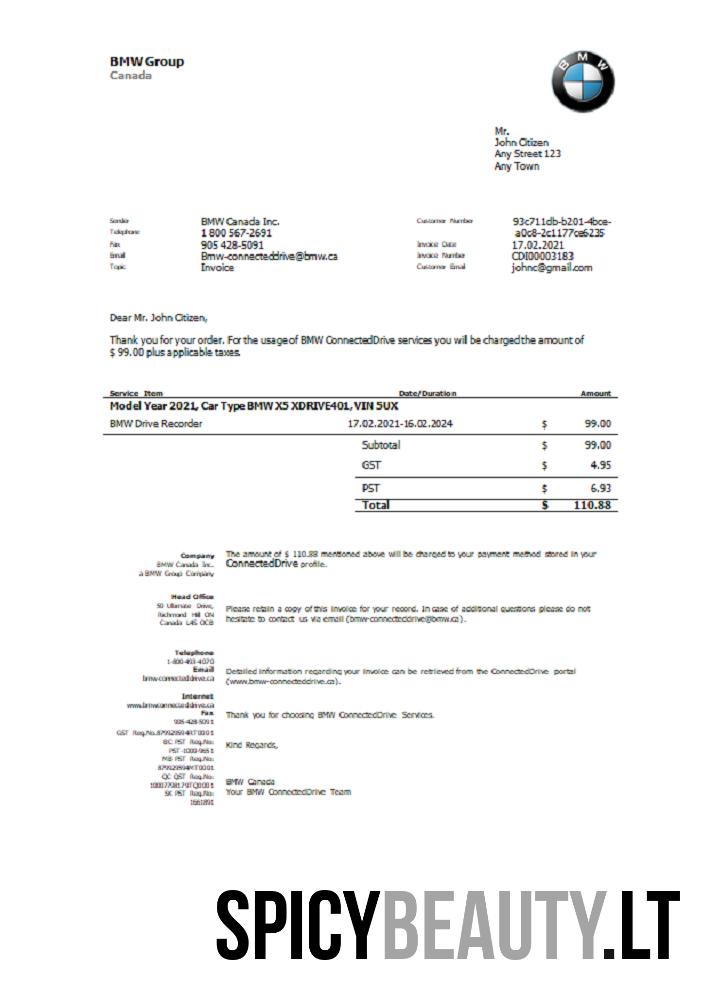 BMW Group
Canada
B M W
Mr.
John Citizen
Any Street 123
Any Town
Sender BMW Canada Inc. Customer Number 93c711db-b201-4bce-
Telephone 1 800 567-2691 a0c8-2c1177ce6235
Fax 905 428-5091 Invoice Date 17.02.2021
Email Bmw-connecteddrive@bmw.ca Invoice Number CDI00003183
Topic Invoice Customer Email johnc@gmail.com
Dear Mr. John Citizen,
Thank you for your order. For the usage of BMW ConnectedDrive services you will be charged the amount of
$ 99.00 plus applicable taxes.
Service Item Date/Duration Amount
Model Year 2021, Car Type BMW X5 XDRIVE401, VIN 5UX
BMW Drive Recorder 17.02.2021-16.02.2024 $ 99.00
Subtotal $ 99.00
GST $ 4.95
PST $ 6.93
Total $ 110.88
Company
BMW Canada Inc.
a BMW Group Company
The amount of $ 110.88 mentioned above will be charged to your payment method stored in your
ConnectedDrive profile.
Head Office
50 Ultimate Drive,
Richmond Hill ON
Canada L4S 0C8
Please retain a copy of this invoice for your record. In case of additional questions please do not
hesitate to contact us via email (bmw-connecteddrive@bmw.ca).
Telephone
1-800-493-4070
Email
bmw-connecteddrive.ca
Detailed information regarding your invoice can be retrieved from the ConnectedDrive portal
(www.bmw-connecteddrive.ca).
Internet
www.bmwconnecteddrive.ca
Fax
905-428-5091
Thank you for choosing BMW ConnectedDrive Services.
GST Reg.No.:879929594RT0001
BC PST Reg.No:
PST -1000-9651
MB PST Reg.No:
879929594MT0001
QC QST Reg.No:
SK PST Reg.No:
1661891
Kind Regards,
BMW Canada
Your BMW ConnectedDrive Team
SPICYBEAUTY.LT